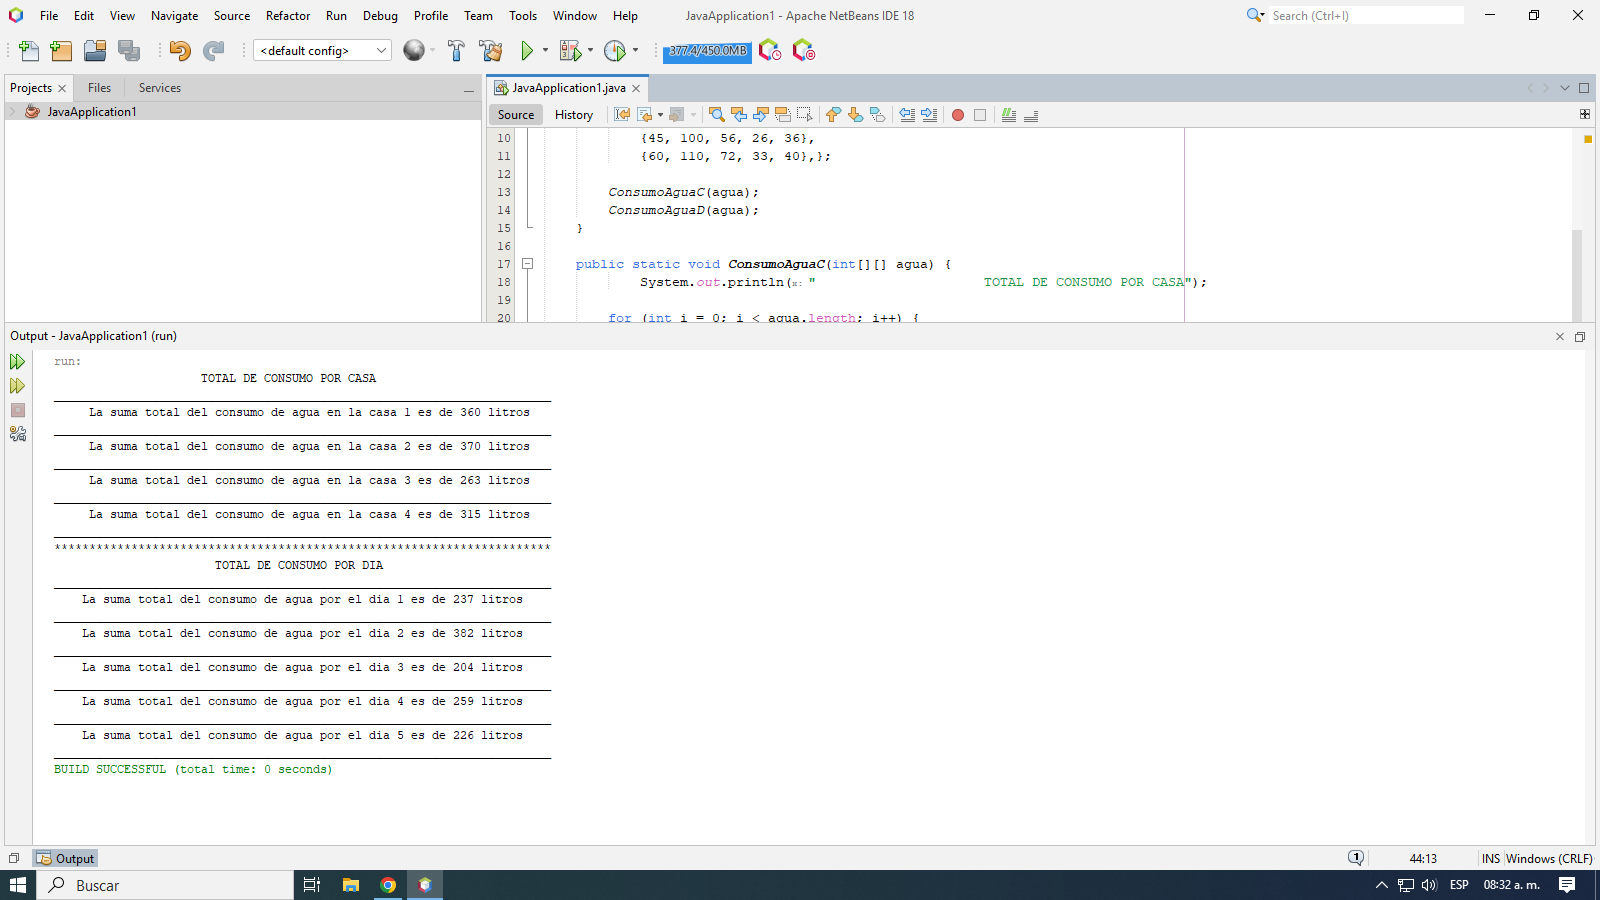 File Edit View Navigate Source Refactor Run Debug Profile Team Tools Window Help JavaApplication1 - Apache NetBeans IDE 18 Search (Ctrl+I)
<default config> 377.4/450.0MB
Projects Files Services JavaApplication1.java
JavaApplication1
Source History
10 {45, 100, 56, 26, 36},
11 {60, 110, 72, 33, 40},};
12
13 ConsumoAguaC(agua);
14 ConsumoAguaD(agua);
15 }
16
17 public static void ConsumoAguaC(int[][] agua) {
18 System.out.println(x: " TOTAL DE CONSUMO POR CASA");
19
20 for (int i = 0; i < agua.length; i++) {
Output - JavaApplication1 (run)
run:
TOTAL DE CONSUMO POR CASA
La suma total del consumo de agua en la casa 1 es de 360 litros
La suma total del consumo de agua en la casa 2 es de 370 litros
La suma total del consumo de agua en la casa 3 es de 263 litros
La suma total del consumo de agua en la casa 4 es de 315 litros
***********************************************************************
TOTAL DE CONSUMO POR DIA
La suma total del consumo de agua por el dia 1 es de 237 litros
La suma total del consumo de agua por el dia 2 es de 382 litros
La suma total del consumo de agua por el dia 3 es de 204 litros
La suma total del consumo de agua por el dia 4 es de 259 litros
La suma total del consumo de agua por el dia 5 es de 226 litros
BUILD SUCCESSFUL (total time: 0 seconds)
Output 1 44:13 INS Windows (CRLF)
Buscar ESP 08:32 a. m.